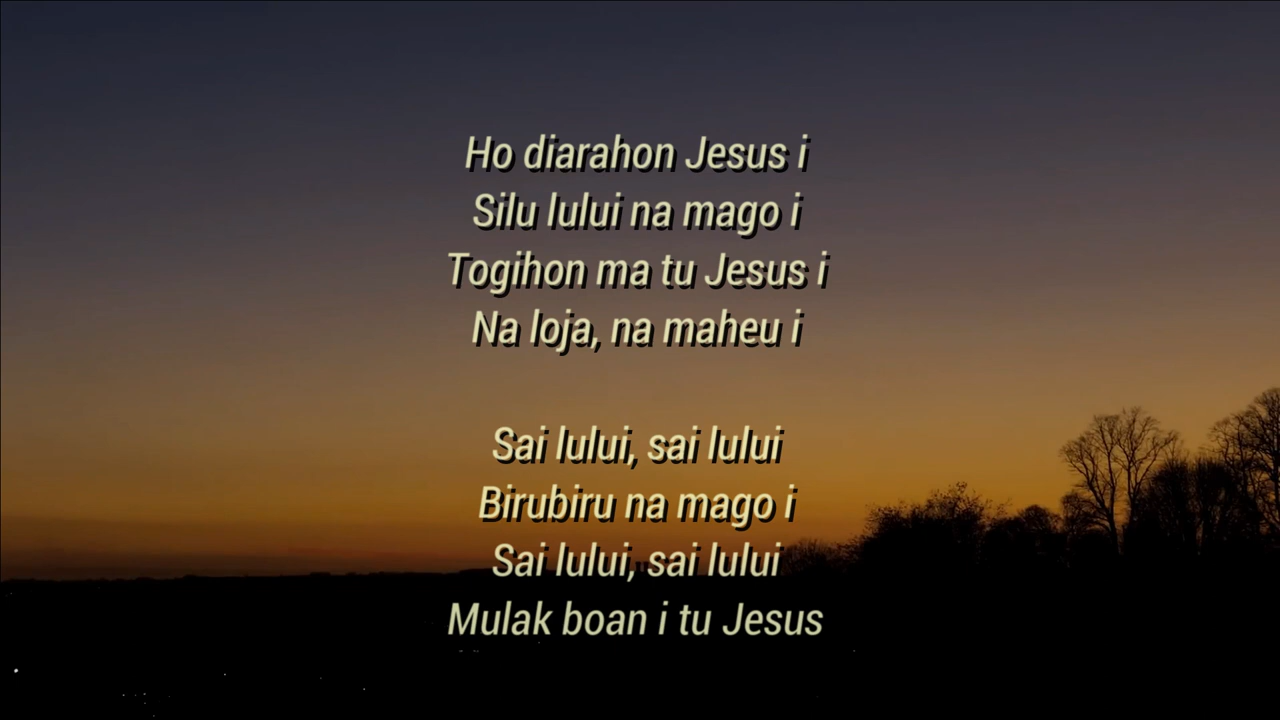 Ho diarahon Jesus i
Silu lului na mago i
Togihon ma tu Jesus i
Na loja, na maheu i
Sai lului, sai lului
Birubiru na mago i
Sai lului, sai lului
Mulak boan i tu Jesus